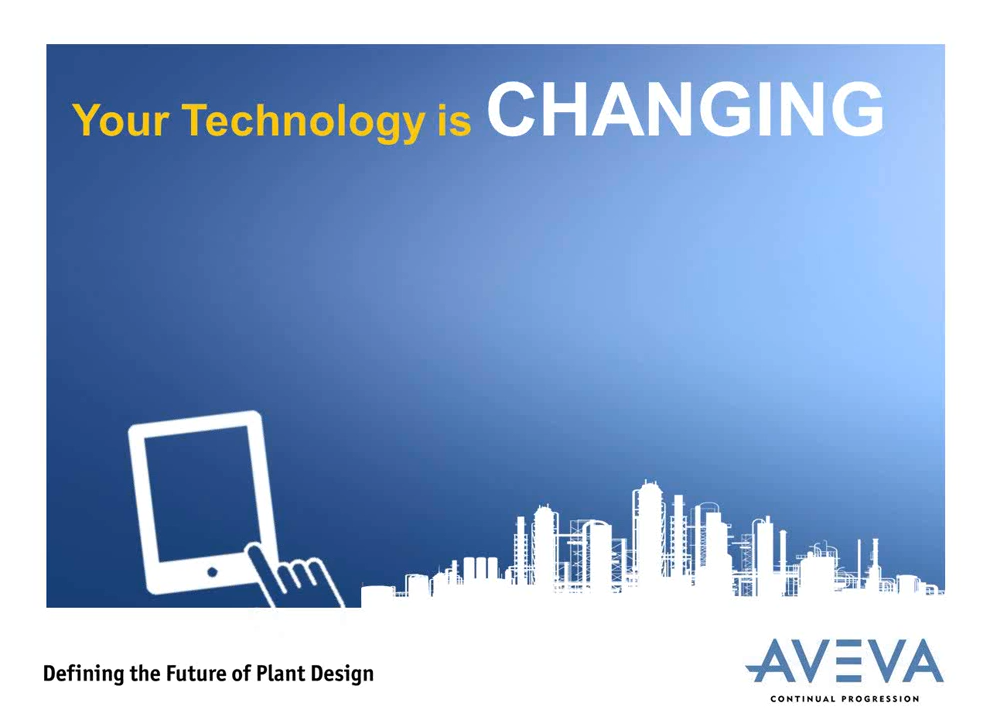 Your Technology is CHANGING
Defining the Future of Plant Design
AVEVA
CONTINUAL PROGRESSION